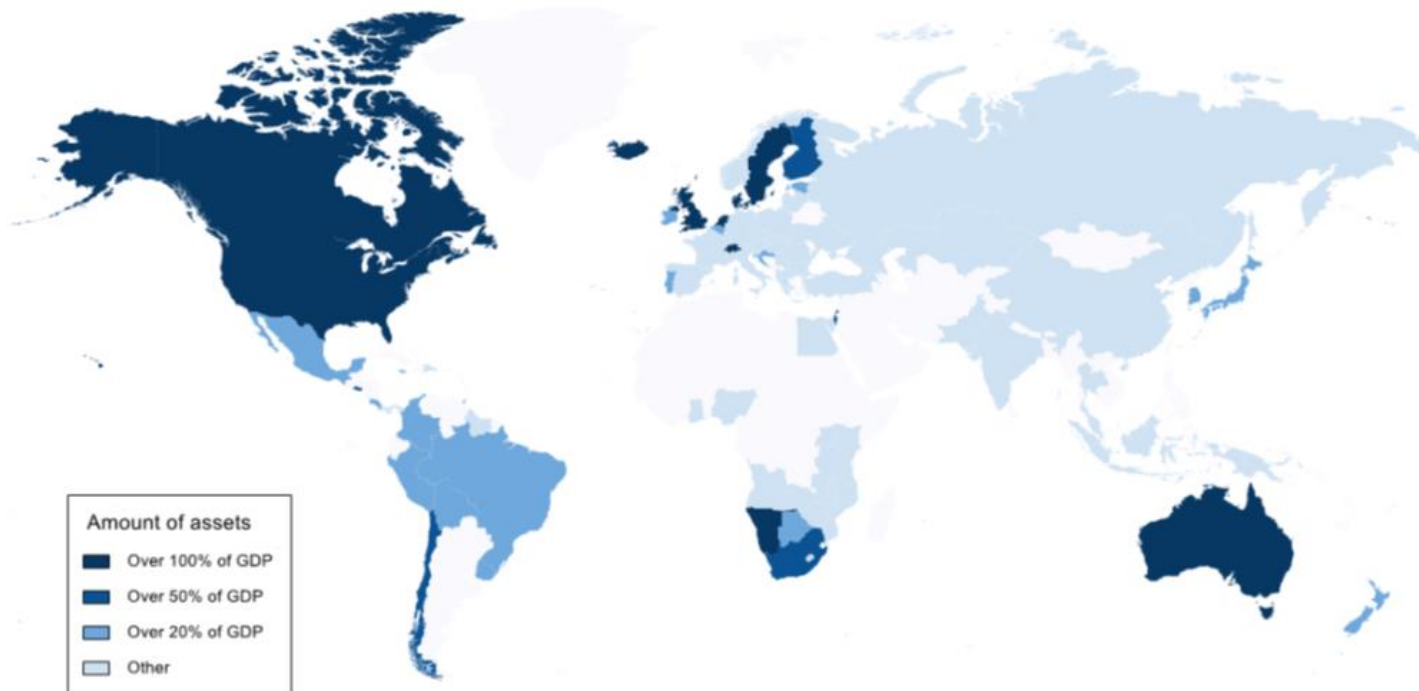 Amount of assets
Over 100% of GDP
Over 50% of GDP
Over 20% of GDP
Other